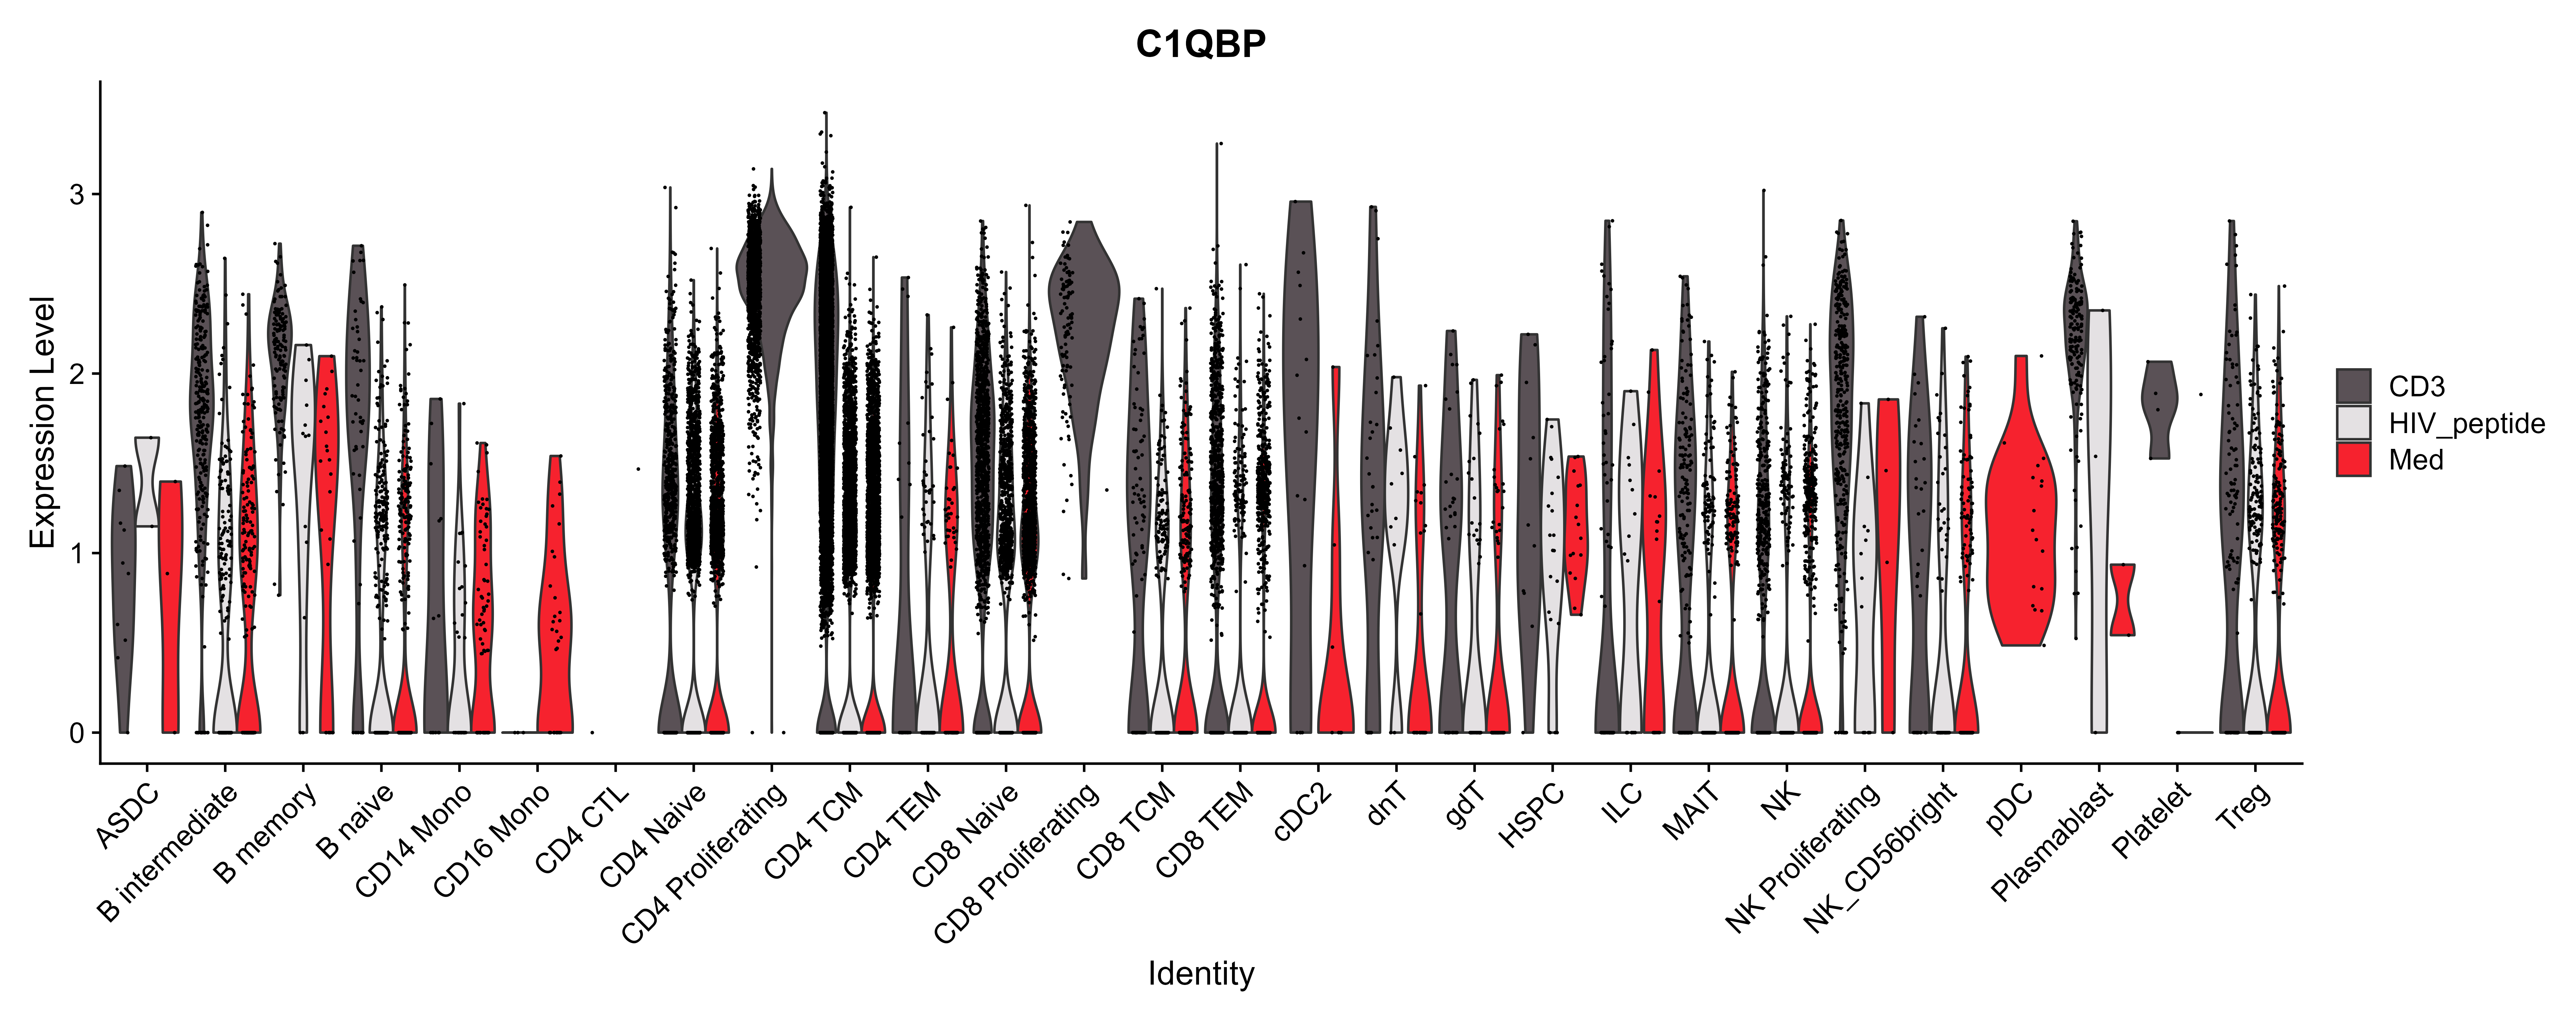 C1QBP
Expression Level
3
2
1
0
ASDC
B intermediate
B memory
B naive
CD14 Mono
CD16 Mono
CD4 CTL
CD4 Naive
CD4 Proliferating
CD4 TCM
CD4 TEM
CD8 Naive
CD8 Proliferating
CD8 TCM
CD8 TEM
cDC2
dnT
gdT
HSPC
ILC
MAIT
NK
NK Proliferating
NK_CD56bright
pDC
Plasmablast
Platelet
Treg
Identity
CD3
HIV_peptide
Med